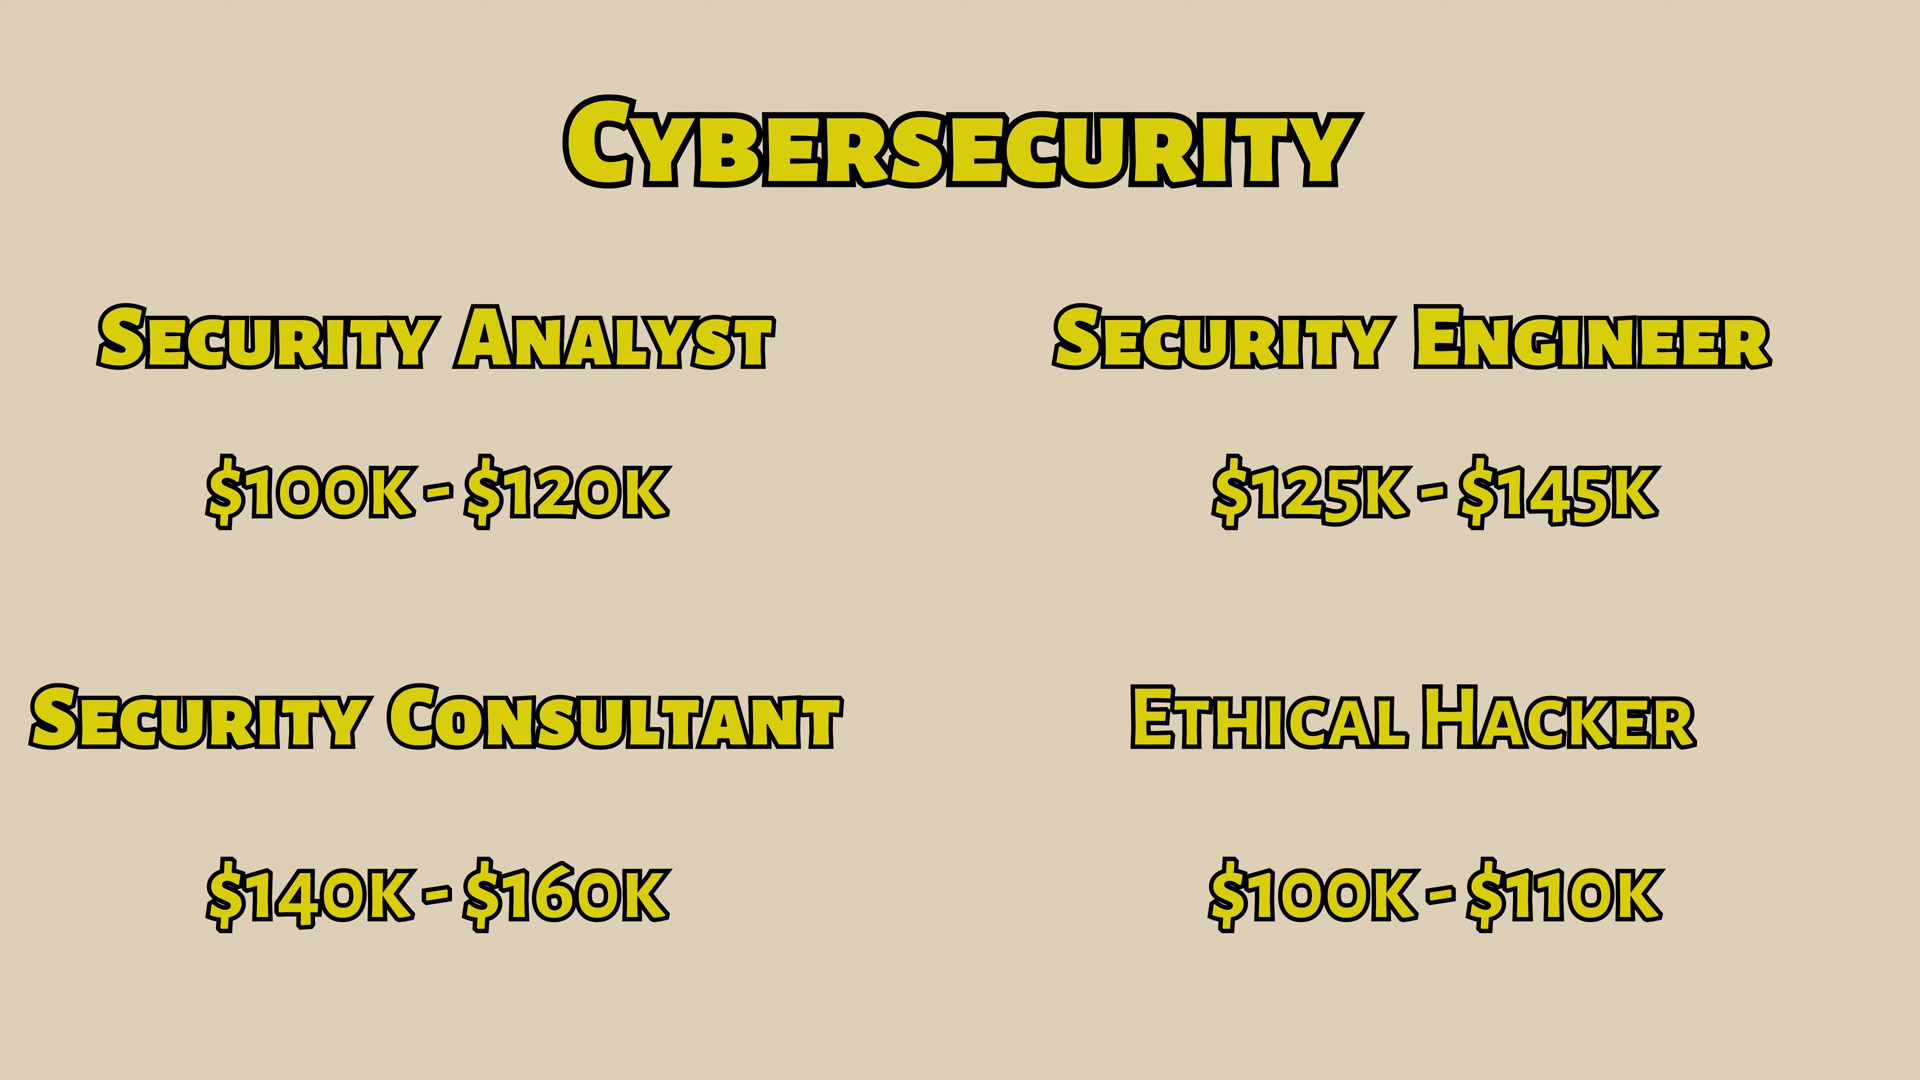 Cybersecurity
Security Analyst
$100K - $120K
Security Engineer
$125K - $145K
Security Consultant
$140K - $160K
Ethical Hacker
$100K - $110K